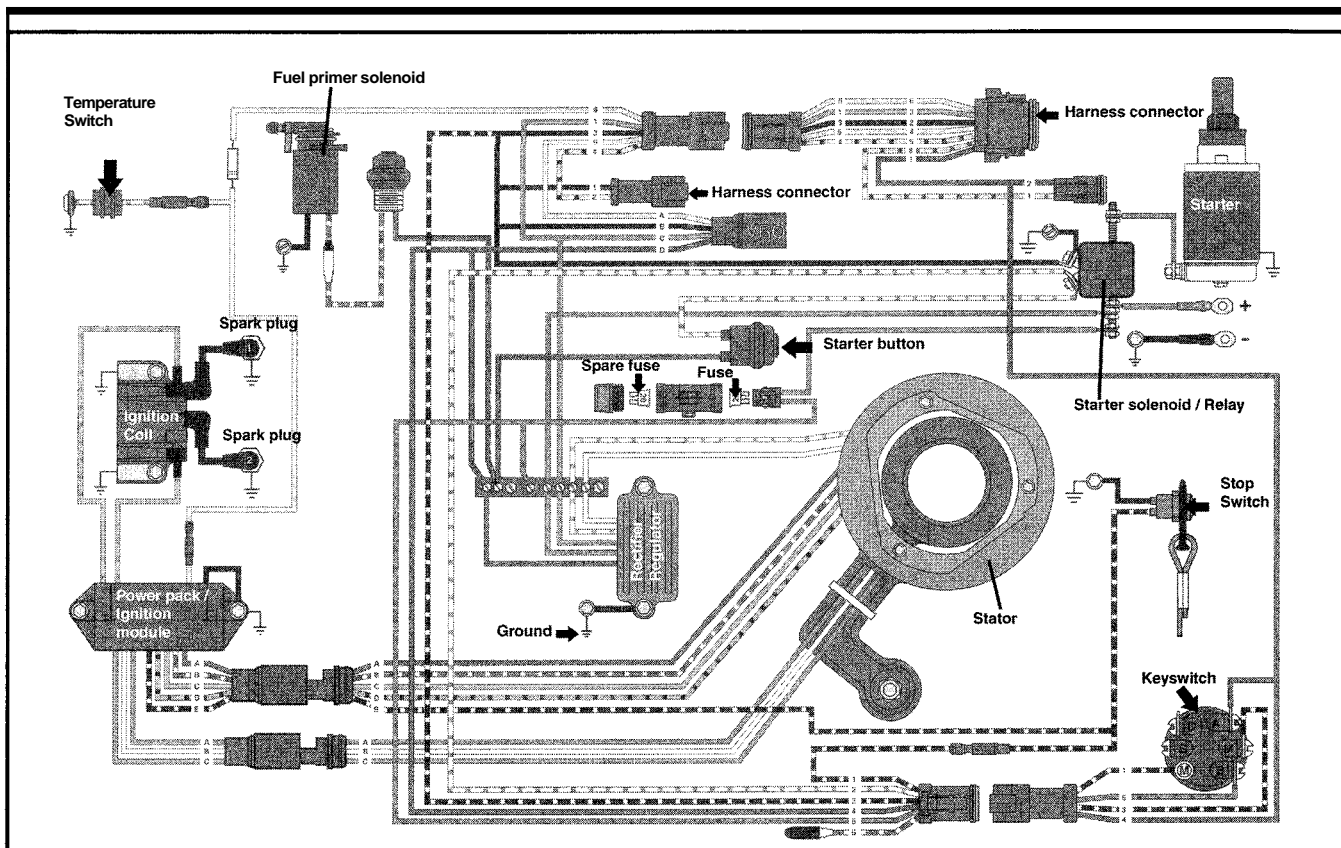 Fuel primer solenoid
Temperature
Switch
Harness connector
Harness connector
Starter
Spark plug
Starter button
Spare fuse
Fuse
Starter solenoid / Relay
Ignition
Coil
Spark plug
Rectifier
Regulator
Stop
Switch
Power pack /
Ignition
module
Ground
Stator
Keyswitch
A
B
C
D
A
B
C
A
B
C
+
-
M